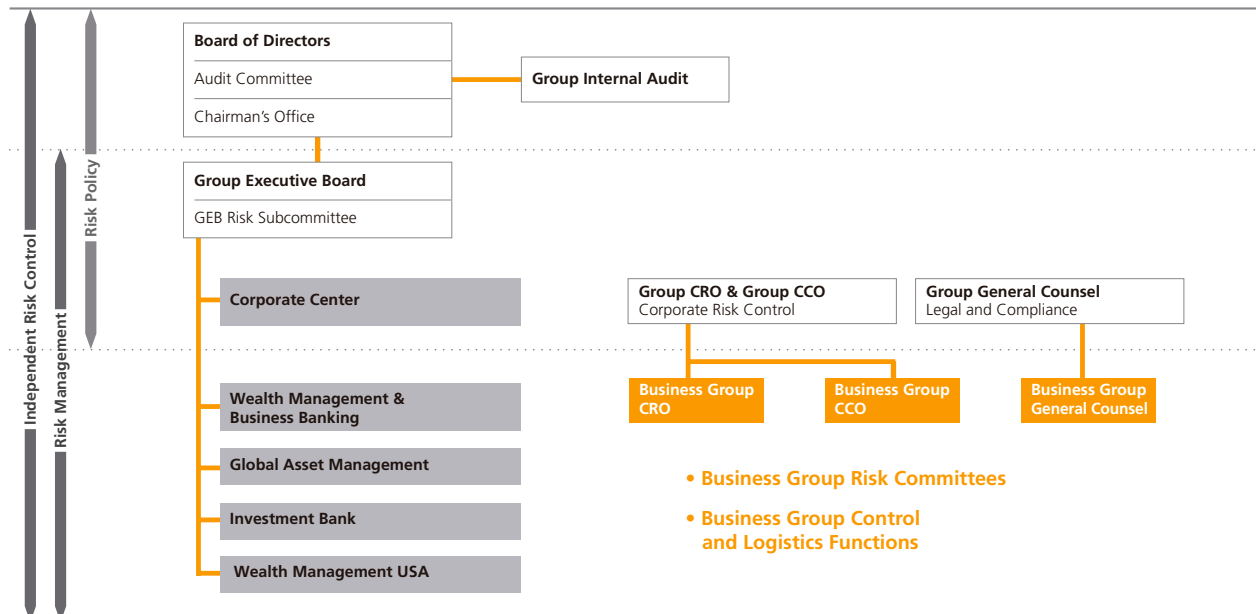 Independent Risk Control
Risk Management
Risk Policy
Board of Directors
Audit Committee
Chairman's Office
Group Internal Audit
Group Executive Board
GEB Risk Subcommittee
Corporate Center
Group CRO & Group CCO
Corporate Risk Control
Group General Counsel
Legal and Compliance
Wealth Management &
Business Banking
Business Group
CRO
Business Group
CCO
Business Group
General Counsel
Global Asset Management
Investment Bank
Wealth Management USA
• Business Group Risk Committees
• Business Group Control
and Logistics Functions